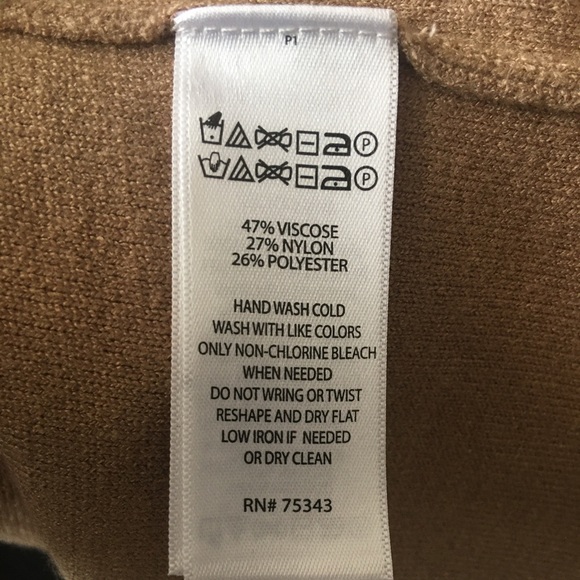 P1
P
P
47% VISCOSE
27% NYLON
26% POLYESTER
HAND WASH COLD
WASH WITH LIKE COLORS
ONLY NON-CHLORINE BLEACH
WHEN NEEDED
DO NOT WRING OR TWIST
RESHAPE AND DRY FLAT
LOW IRON IF NEEDED
OR DRY CLEAN
RN# 75343